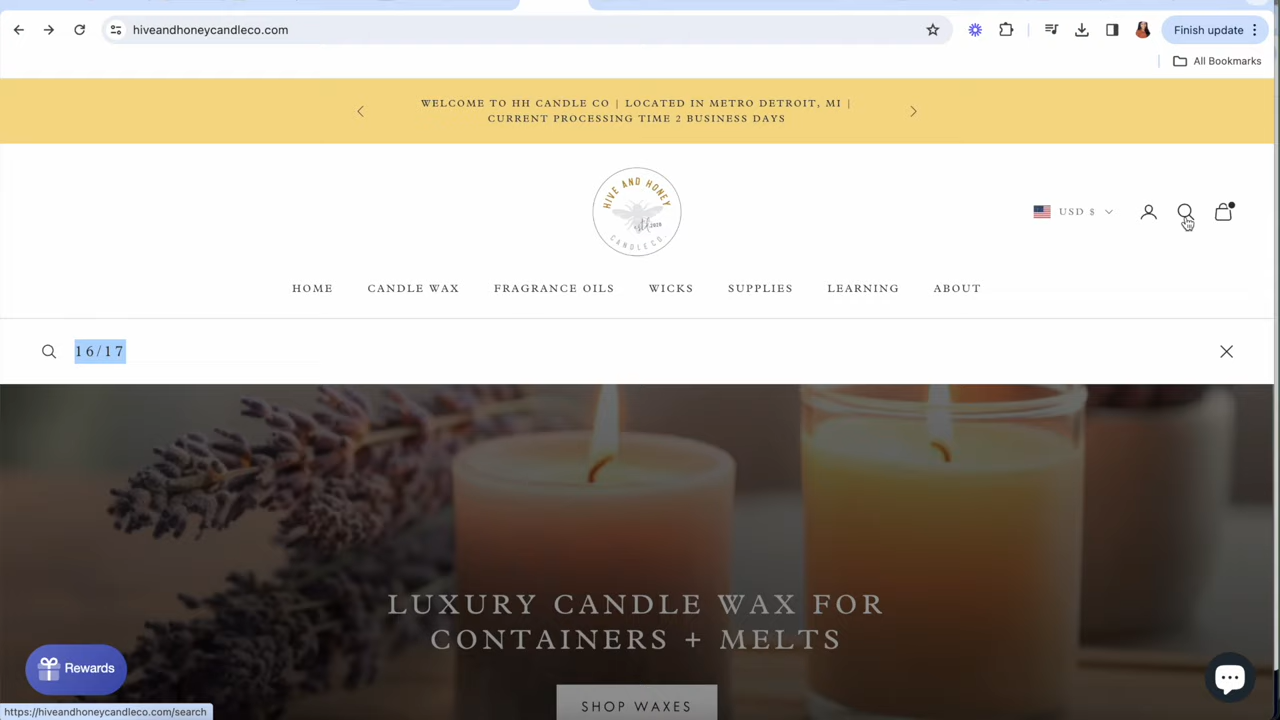 hiveandhoneycandleco.com
Finish update
All Bookmarks
WELCOME TO HH CANDLE CO | LOCATED IN METRO DETROIT, MI |
CURRENT PROCESSING TIME 2 BUSINESS DAYS
HIVE AND HONEY
estd.2020
CANDLE CO.
USD $
HOME CANDLE WAX FRAGRANCE OILS WICKS SUPPLIES LEARNING ABOUT
16/17
LUXURY CANDLE WAX FOR
CONTAINERS + MELTS
Rewards
SHOP WAXES
https://hiveandhoneycandleco.com/search